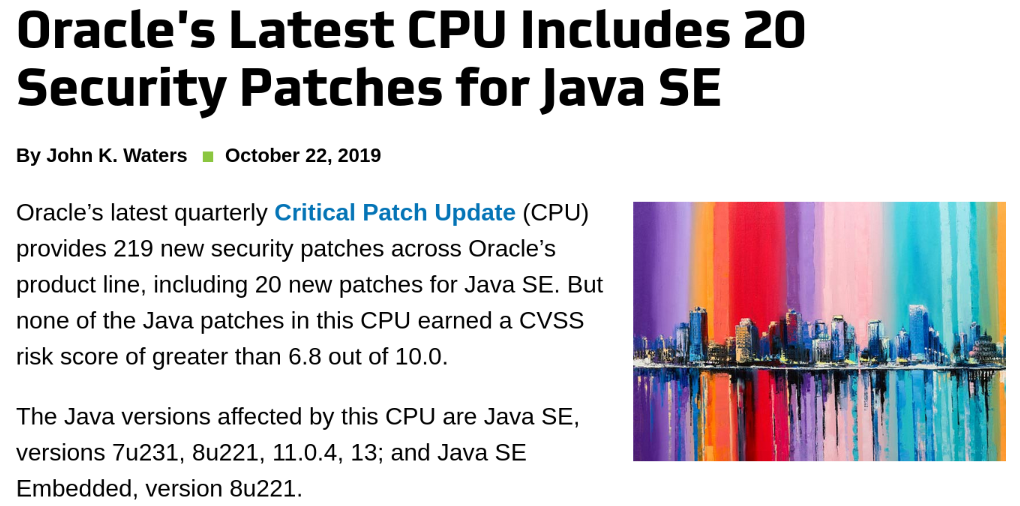 Oracle's Latest CPU Includes 20
Security Patches for Java SE
By John K. Waters ■ October 22, 2019
Oracle’s latest quarterly Critical Patch Update (CPU)
provides 219 new security patches across Oracle’s
product line, including 20 new patches for Java SE. But
none of the Java patches in this CPU earned a CVSS
risk score of greater than 6.8 out of 10.0.
The Java versions affected by this CPU are Java SE,
versions 7u231, 8u221, 11.0.4, 13; and Java SE
Embedded, version 8u221.